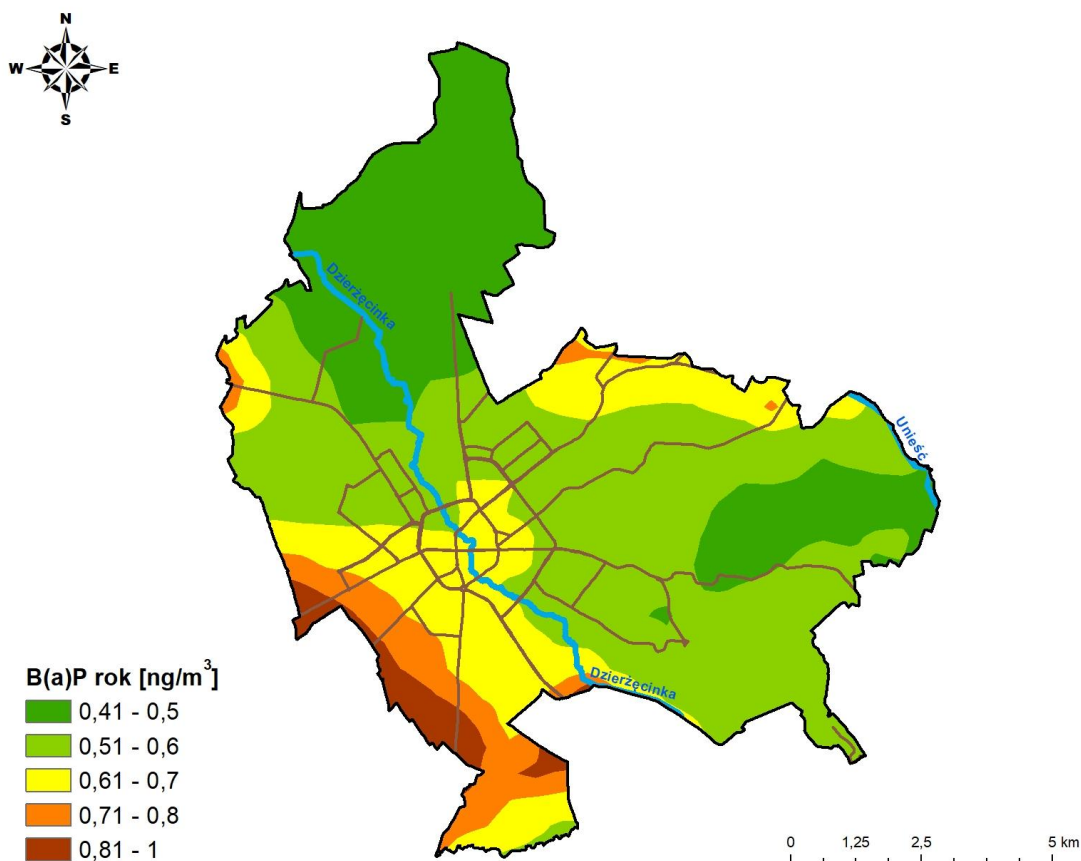 N
W E
S
Dzierżęcinka
Unieść
Dzierżęcinka
B(a)P rok [ng/m³]
0,41 - 0,5
0,51 - 0,6
0,61 - 0,7
0,71 - 0,8
0,81 - 1
0 1,25 2,5 5 km